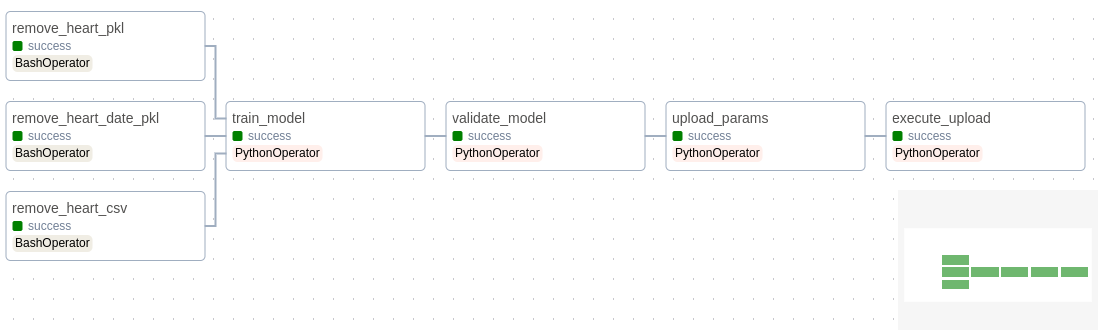 remove_heart_pkl
success
BashOperator
remove_heart_date_pkl
success
BashOperator
remove_heart_csv
success
BashOperator
train_model
success
PythonOperator
validate_model
success
PythonOperator
upload_params
success
PythonOperator
execute_upload
success
PythonOperator